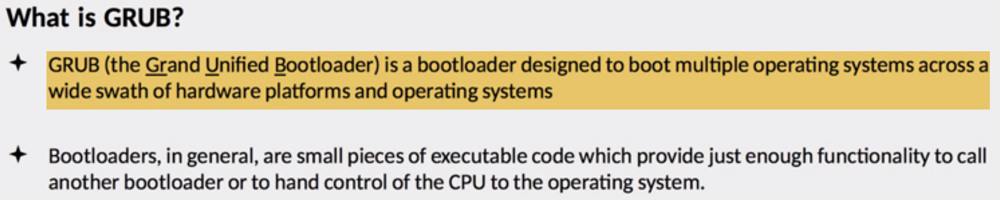 What is GRUB?
GRUB (the Grand Unified Bootloader) is a bootloader designed to boot multiple operating systems across a
wide swath of hardware platforms and operating systems
Bootloaders, in general, are small pieces of executable code which provide just enough functionality to call
another bootloader or to hand control of the CPU to the operating system.